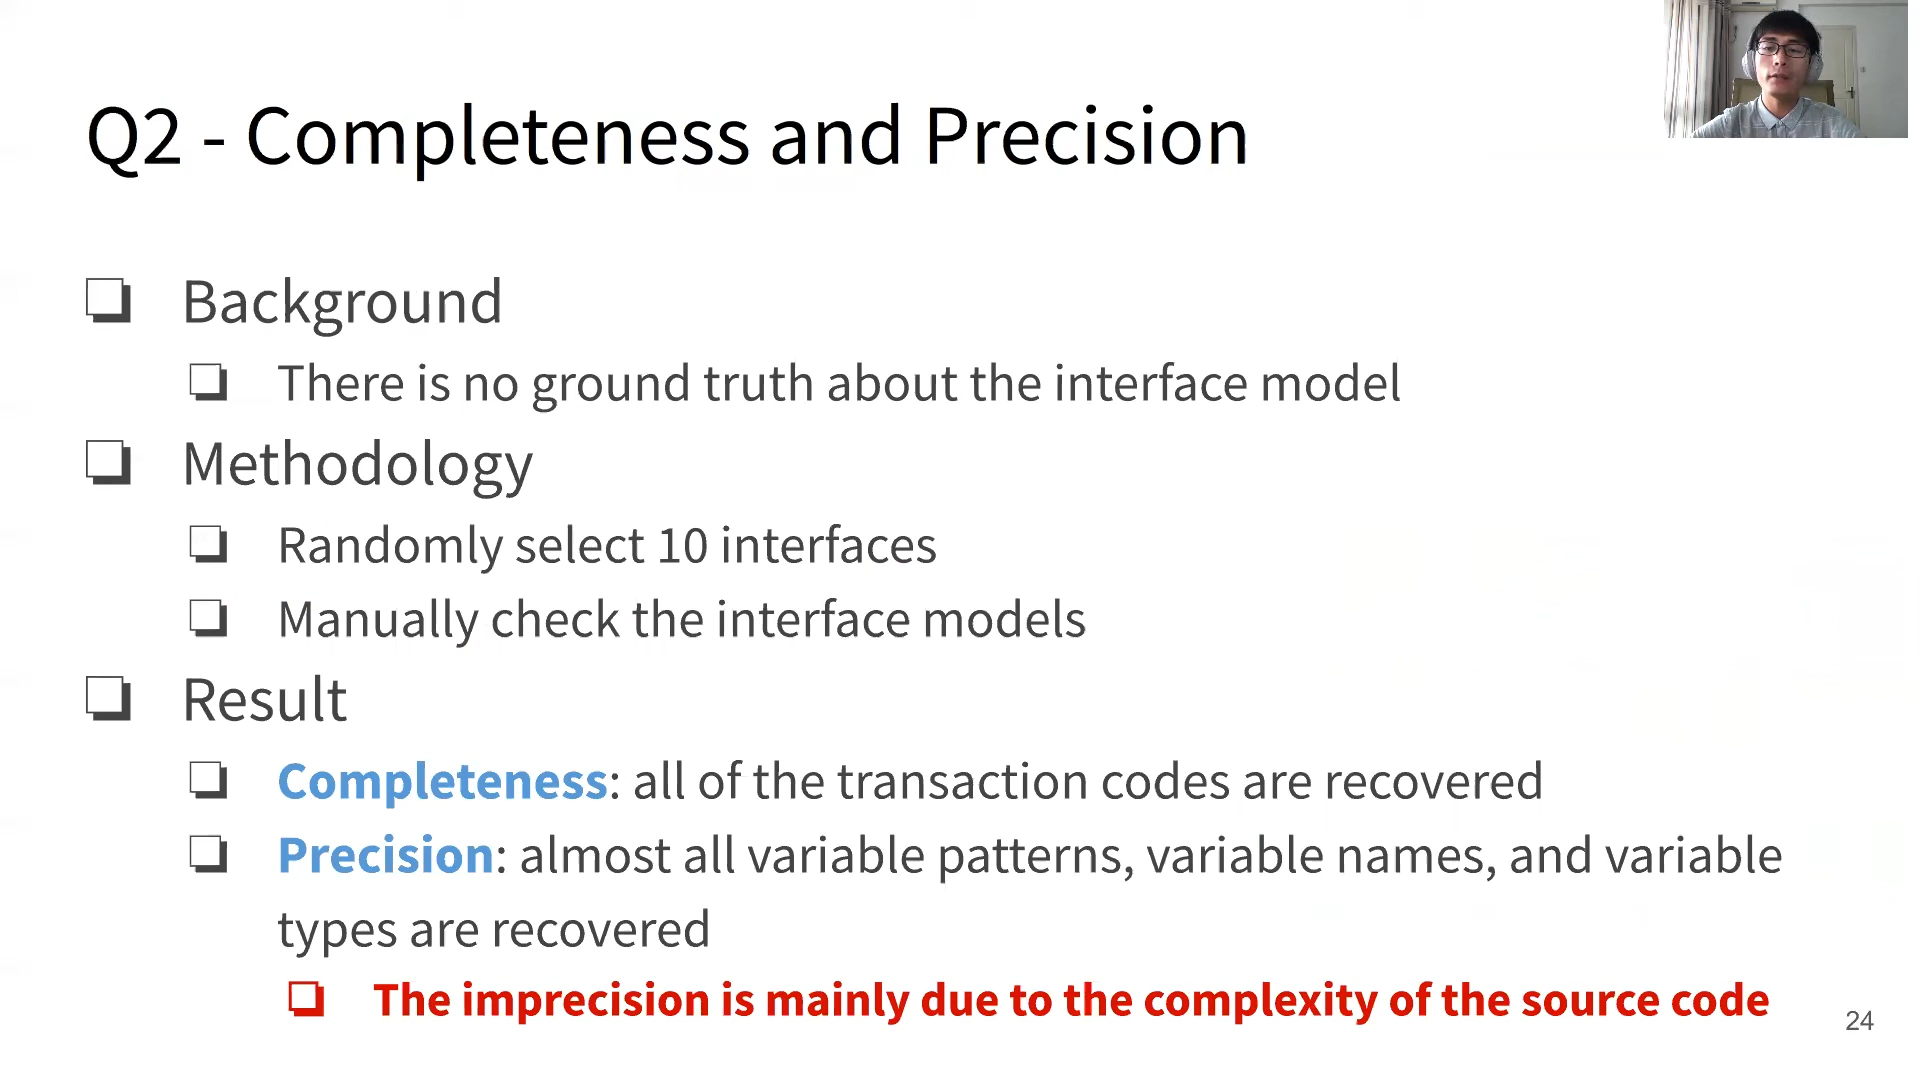 Q2 - Completeness and Precision
Background
There is no ground truth about the interface model
Methodology
Randomly select 10 interfaces
Manually check the interface models
Result
Completeness: all of the transaction codes are recovered
Precision: almost all variable patterns, variable names, and variable
types are recovered
The imprecision is mainly due to the complexity of the source code
24